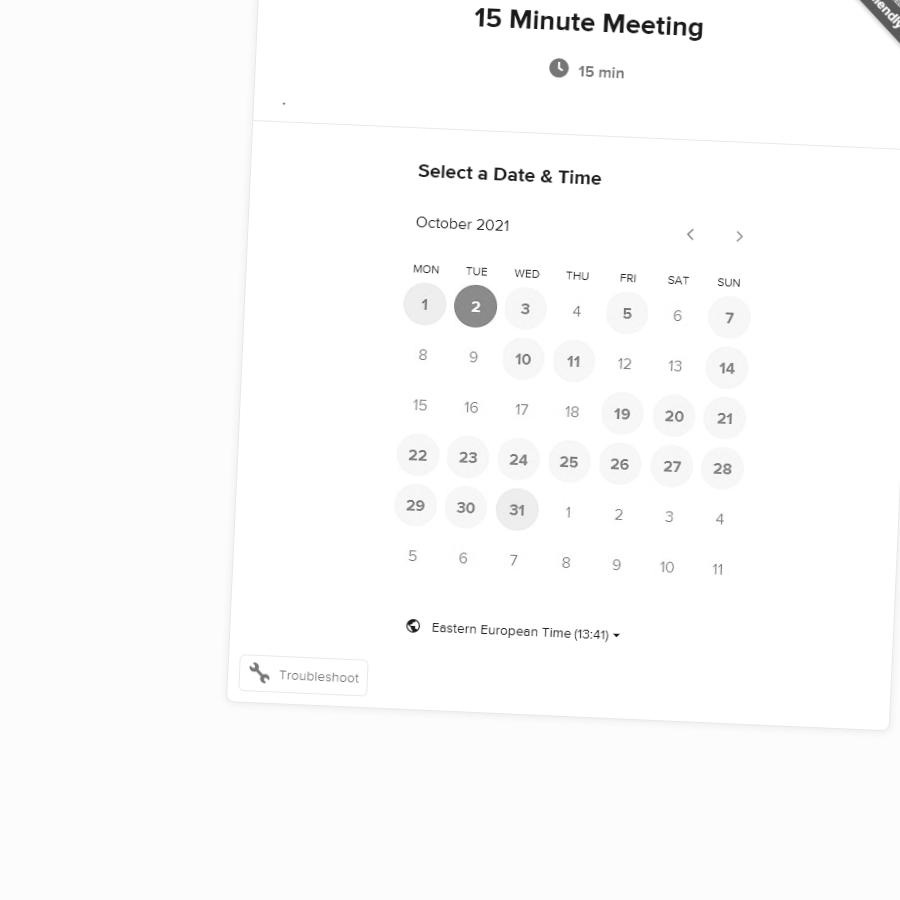 15 Minute Meeting
15 min
.
Select a Date & Time
October 2021
MON TUE WED THU FRI SAT SUN
1 2 3 4 5 6 7
8 9 10 11 12 13 14
15 16 17 18 19 20 21
22 23 24 25 26 27 28
29 30 31 1 2 3 4
5 6 7 8 9 10 11
Eastern European Time (13:41)
Troubleshoot